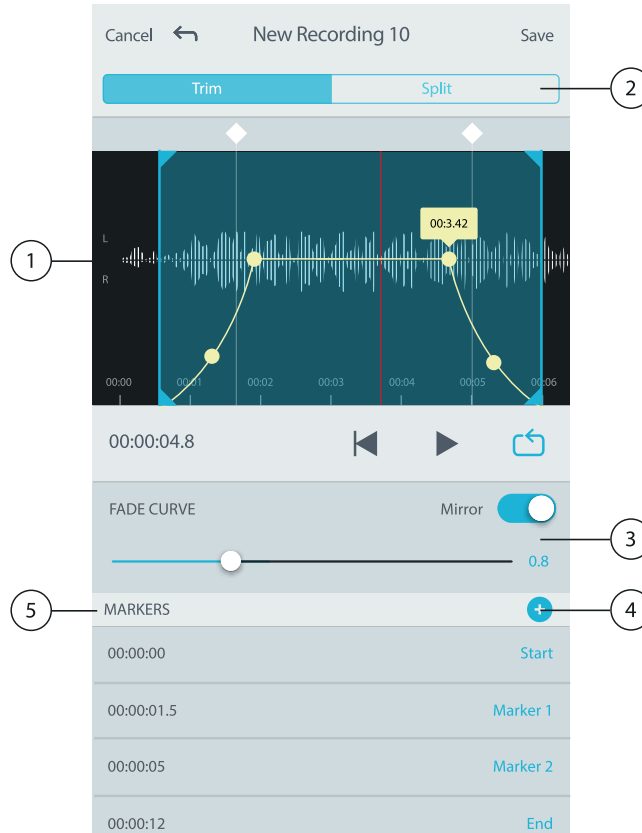 Cancel New Recording 10 Save
Trim Split
2
00:3.42
L
1
R
00:00 00:01 00:02 00:03 00:04 00:05 00:06
00:00:04.8
FADE CURVE Mirror
3
0.8
5 MARKERS + 4
00:00:00 Start
00:00:01.5 Marker 1
00:00:05 Marker 2
00:00:12 End